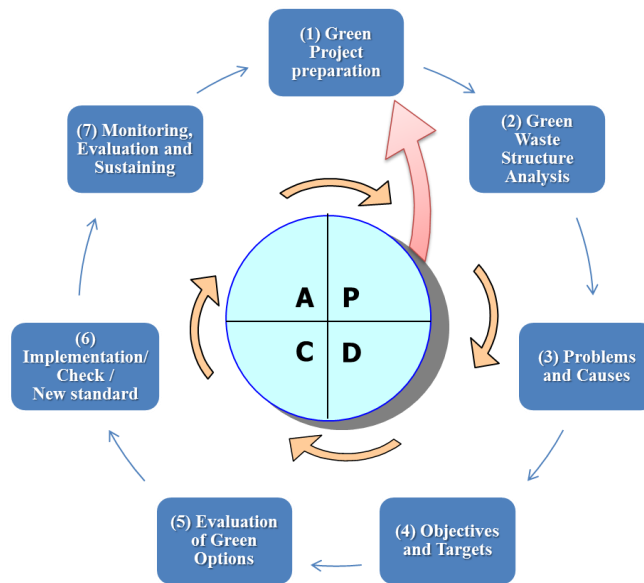 (1) Green
Project
preparation
(2) Green
Waste
Structure
Analysis
(3) Problems
and Causes
(4) Objectives
and Targets
(5) Evaluation
of Green
Options
(6)
Implementation/
Check /
New standard
(7) Monitoring,
Evaluation and
Sustaining
A P
C D